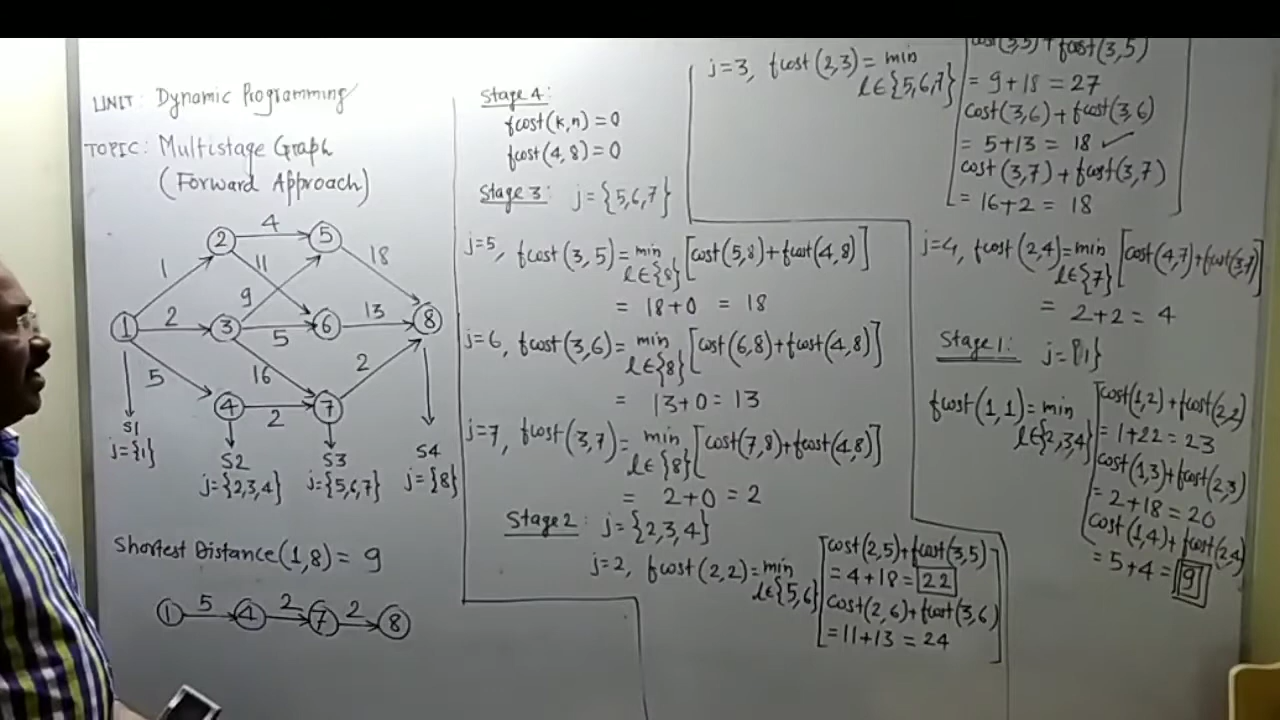 UNIT: Dynamic Programming
TOPIC: Multistage Graph
(Forward Approach)
4
2
5
1
11
18
9
1
2
3
5
6
13
8
5
16
2
4
2
7
S1
j={1}
S2
j={2,3,4}
S3
j={5,6,7}
S4
j={8}
Shortest Distance(1,8) = 9
1 5 4 2 7 2 8
Stage 4:
fcost(k,n)=0
fcost(4,8)=0
Stage 3: j={5,6,7}
j=5, fcost(3,5)=min [cost(5,8)+fcost(4,8)]
l∈{8}
= 18+0 = 18
j=6, fcost(3,6)=min [cost(6,8)+fcost(4,8)]
l∈{8}
= 13+0=13
j=7, fcost(3,7)=min [cost(7,8)+fcost(4,8)]
l∈{8}
= 2+0=2
Stage 2: j={2,3,4}
j=2, fcost(2,2)=min
l∈{5,6}
cost(2,5)+fcost(3,5)
=4+18=22
cost(2,6)+fcost(3,6)
=11+13=24
j=3, fcost(2,3)=min
l∈{5,6,7}
cost(3,5)+fcost(3,5)
=9+18=27
cost(3,6)+fcost(3,6)
=5+13=18 ✓
cost(3,7)+fcost(3,7)
=16+2=18
j=4, fcost(2,4)=min [cost(4,7)+fcost(3,7)]
l∈{7}
= 2+2=4
Stage 1: j={1}
fcost(1,1)=min
l∈{2,3,4}
cost(1,2)+fcost(2,2)
=1+22=23
cost(1,3)+fcost(2,3)
=2+18=20
cost(1,4)+fcost(2,4)
=5+4=9